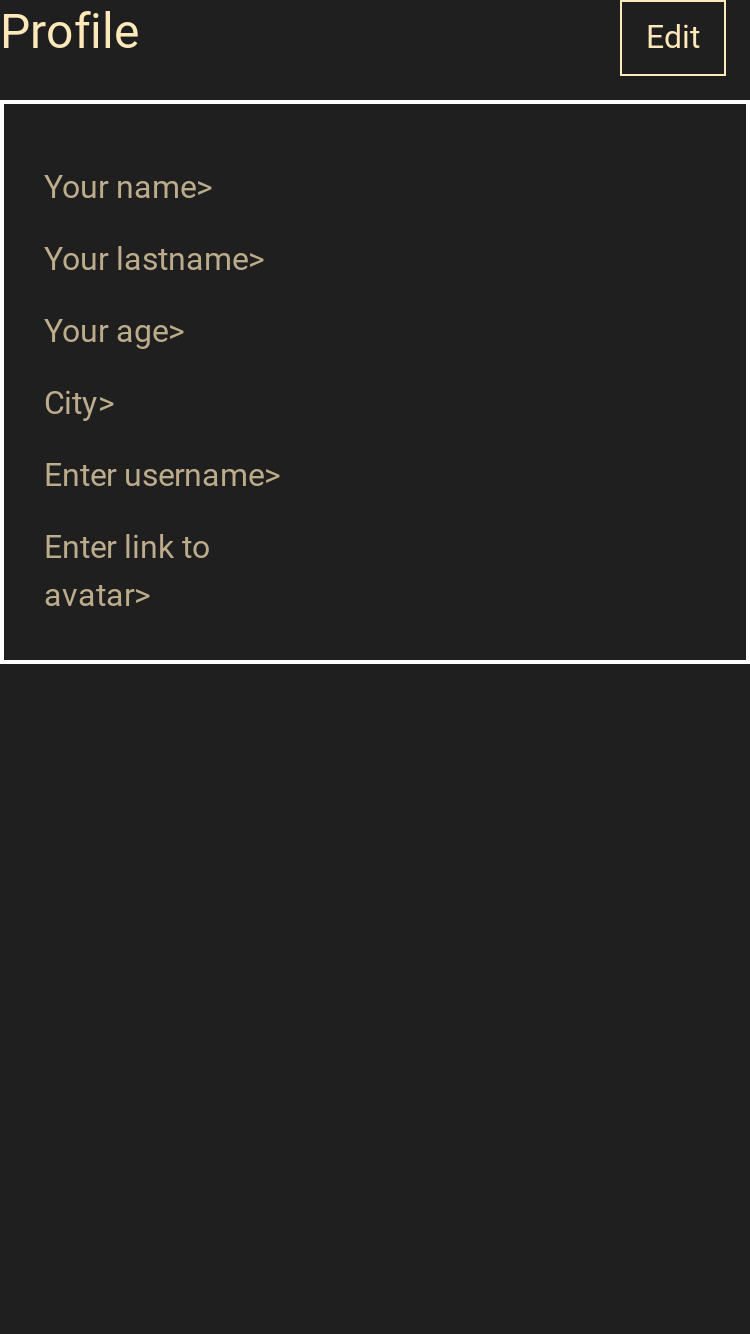 Profile
Edit
Your name>
Your lastname>
Your age>
City>
Enter username>
Enter link to
avatar>